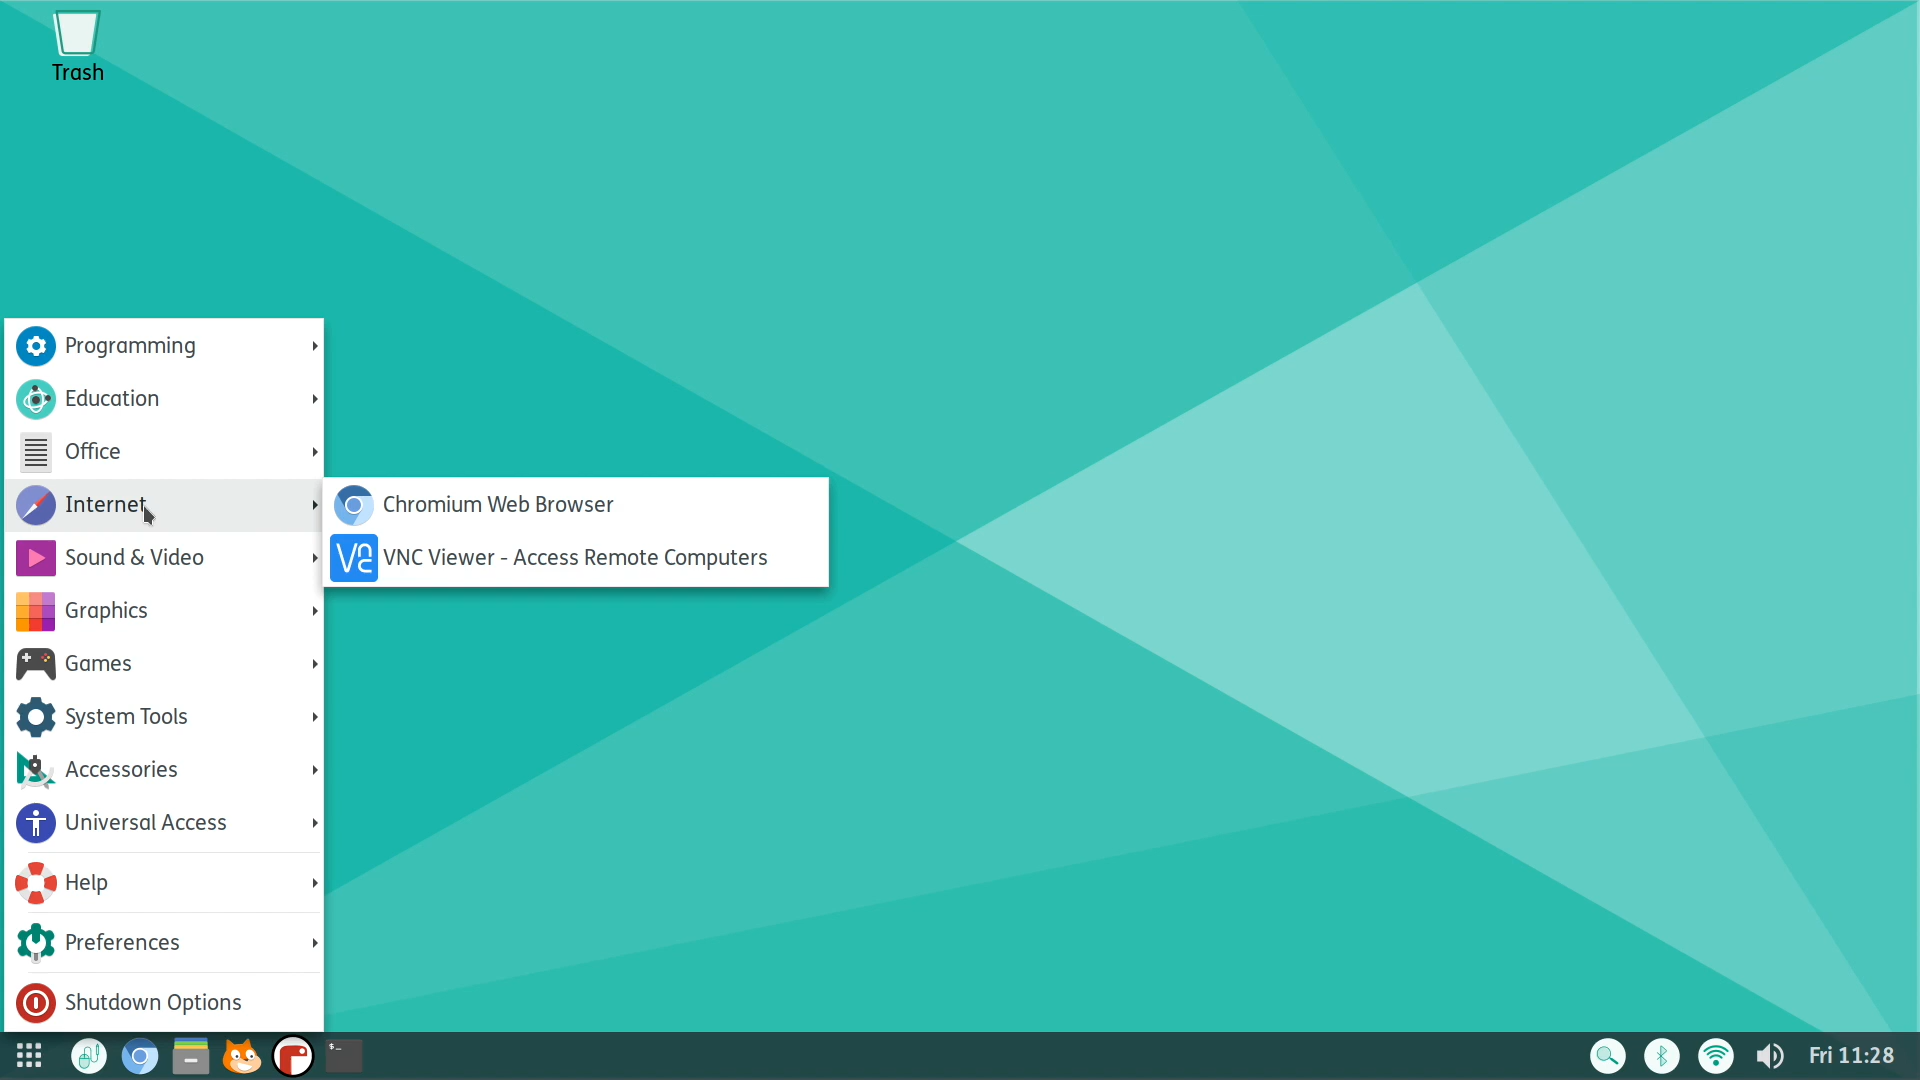 Trash
Programming
Education
Office
Internet
Chromium Web Browser
Sound & Video
VNC Viewer - Access Remote Computers
Graphics
Games
System Tools
Accessories
Universal Access
Help
Preferences
Shutdown Options
$_
Fri 11:28